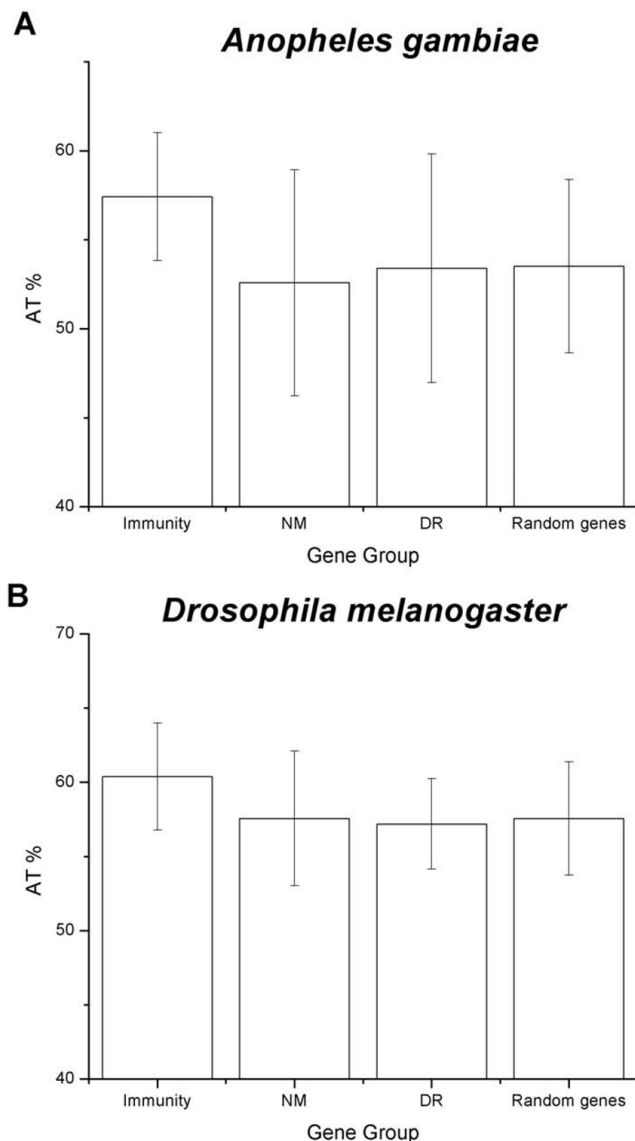 A
Anopheles gambiae
60
50
40
AT %
Immunity NM DR Random genes
Gene Group
B
Drosophila melanogaster
70
60
50
40
AT %
Immunity NM DR Random genes
Gene Group